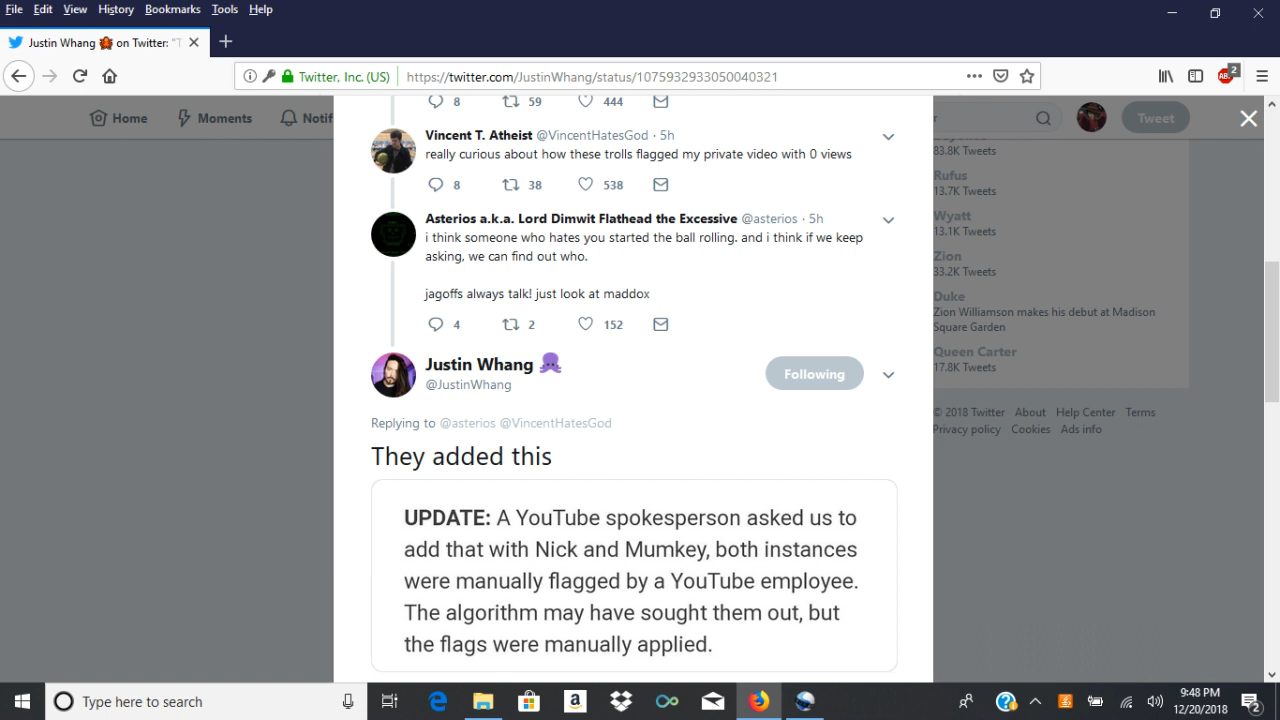 File Edit View History Bookmarks Tools Help
Justin Whang on Twitter: "T
Twitter, Inc. (US) https://twitter.com/JustinWhang/status/1075932933050040321
2
Home Moments Notif
r
Tweet
8 59 444
Vincent T. Atheist @VincentHatesGod · 5h
really curious about how these trolls flagged my private video with 0 views
8 38 538
Asterios a.k.a. Lord Dimwit Flathead the Excessive @asterios · 5h
i think someone who hates you started the ball rolling. and i think if we keep
asking, we can find out who.
jagoffs always talk! just look at maddox
4 2 152
Justin Whang
@JustinWhang
Following
Replying to @asterios @VincentHatesGod
They added this
UPDATE: A YouTube spokesperson asked us to
add that with Nick and Mumkey, both instances
were manually flagged by a YouTube employee.
The algorithm may have sought them out, but
the flags were manually applied.
83.8K Tweets
Rufus
13.7K Tweets
Wyatt
13.1K Tweets
Zion
33.2K Tweets
Duke
Zion Williamson makes his debut at Madison
Square Garden
Queen Carter
17.8K Tweets
© 2018 Twitter About Help Center Terms
Privacy policy Cookies Ads info
Type here to search
9:48 PM
12/20/2018
2